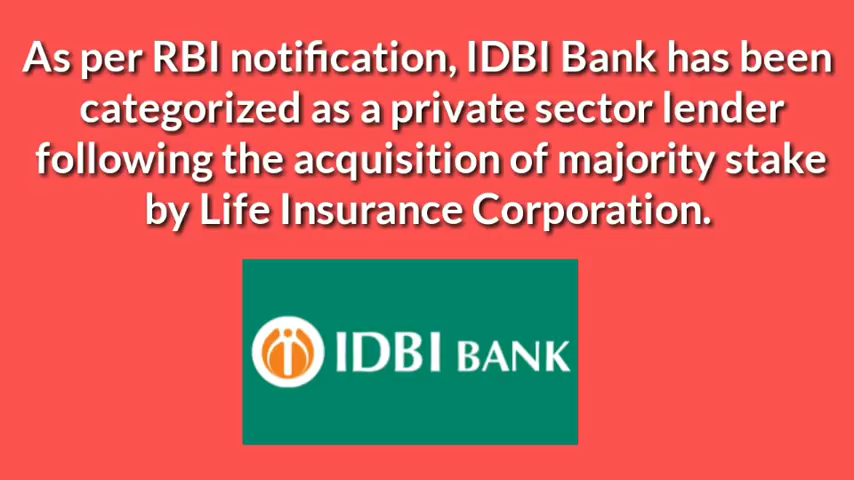 As per RBI notification, IDBI Bank has been
categorized as a private sector lender
following the acquisition of majority stake
by Life Insurance Corporation.
IDBI BANK